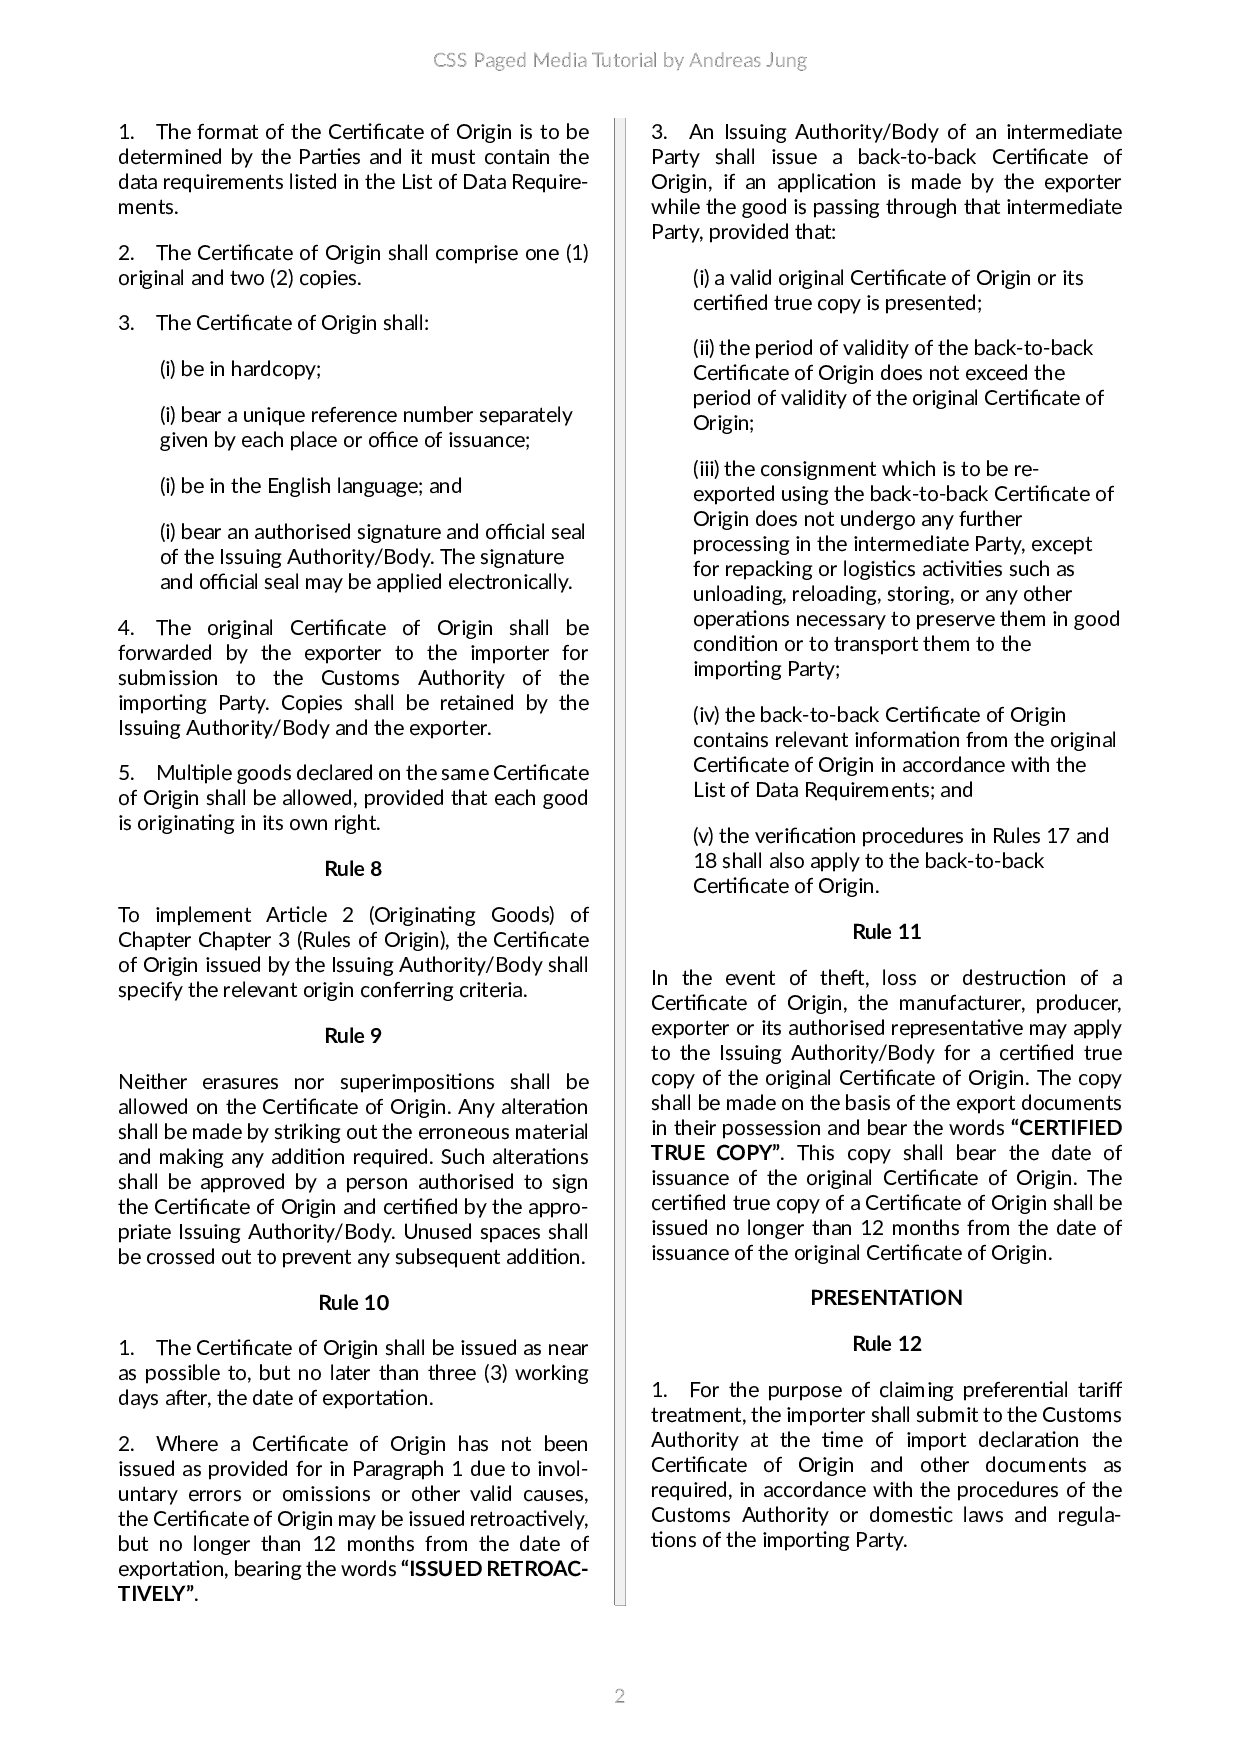 CSS Paged Media Tutorial by Andreas Jung
1. The format of the Certificate of Origin is to be
determined by the Parties and it must contain the
data requirements listed in the List of Data Require-
ments.
2. The Certificate of Origin shall comprise one (1)
original and two (2) copies.
3. The Certificate of Origin shall:
(i) be in hardcopy;
(i) bear a unique reference number separately
given by each place or office of issuance;
(i) be in the English language; and
(i) bear an authorised signature and official seal
of the Issuing Authority/Body. The signature
and official seal may be applied electronically.
4. The original Certificate of Origin shall be
forwarded by the exporter to the importer for
submission to the Customs Authority of the
importing Party. Copies shall be retained by the
Issuing Authority/Body and the exporter.
5. Multiple goods declared on the same Certificate
of Origin shall be allowed, provided that each good
is originating in its own right.
Rule 8
To implement Article 2 (Originating Goods) of
Chapter Chapter 3 (Rules of Origin), the Certificate
of Origin issued by the Issuing Authority/Body shall
specify the relevant origin conferring criteria.
Rule 9
Neither erasures nor superimpositions shall be
allowed on the Certificate of Origin. Any alteration
shall be made by striking out the erroneous material
and making any addition required. Such alterations
shall be approved by a person authorised to sign
the Certificate of Origin and certified by the appro-
priate Issuing Authority/Body. Unused spaces shall
be crossed out to prevent any subsequent addition.
Rule 10
1. The Certificate of Origin shall be issued as near
as possible to, but no later than three (3) working
days after, the date of exportation.
2. Where a Certificate of Origin has not been
issued as provided for in Paragraph 1 due to invol-
untary errors or omissions or other valid causes,
the Certificate of Origin may be issued retroactively,
but no longer than 12 months from the date of
exportation, bearing the words “ISSUED RETROAC-
TIVELY”.
3. An Issuing Authority/Body of an intermediate
Party shall issue a back-to-back Certificate of
Origin, if an application is made by the exporter
while the good is passing through that intermediate
Party, provided that:
(i) a valid original Certificate of Origin or its
certified true copy is presented;
(ii) the period of validity of the back-to-back
Certificate of Origin does not exceed the
period of validity of the original Certificate of
Origin;
(iii) the consignment which is to be re-
exported using the back-to-back Certificate of
Origin does not undergo any further
processing in the intermediate Party, except
for repacking or logistics activities such as
unloading, reloading, storing, or any other
operations necessary to preserve them in good
condition or to transport them to the
importing Party;
(iv) the back-to-back Certificate of Origin
contains relevant information from the original
Certificate of Origin in accordance with the
List of Data Requirements; and
(v) the verification procedures in Rules 17 and
18 shall also apply to the back-to-back
Certificate of Origin.
Rule 11
In the event of theft, loss or destruction of a
Certificate of Origin, the manufacturer, producer,
exporter or its authorised representative may apply
to the Issuing Authority/Body for a certified true
copy of the original Certificate of Origin. The copy
shall be made on the basis of the export documents
in their possession and bear the words “CERTIFIED
TRUE COPY”. This copy shall bear the date of
issuance of the original Certificate of Origin. The
certified true copy of a Certificate of Origin shall be
issued no longer than 12 months from the date of
issuance of the original Certificate of Origin.
PRESENTATION
Rule 12
1. For the purpose of claiming preferential tariff
treatment, the importer shall submit to the Customs
Authority at the time of import declaration the
Certificate of Origin and other documents as
required, in accordance with the procedures of the
Customs Authority or domestic laws and regula-
tions of the importing Party.
2